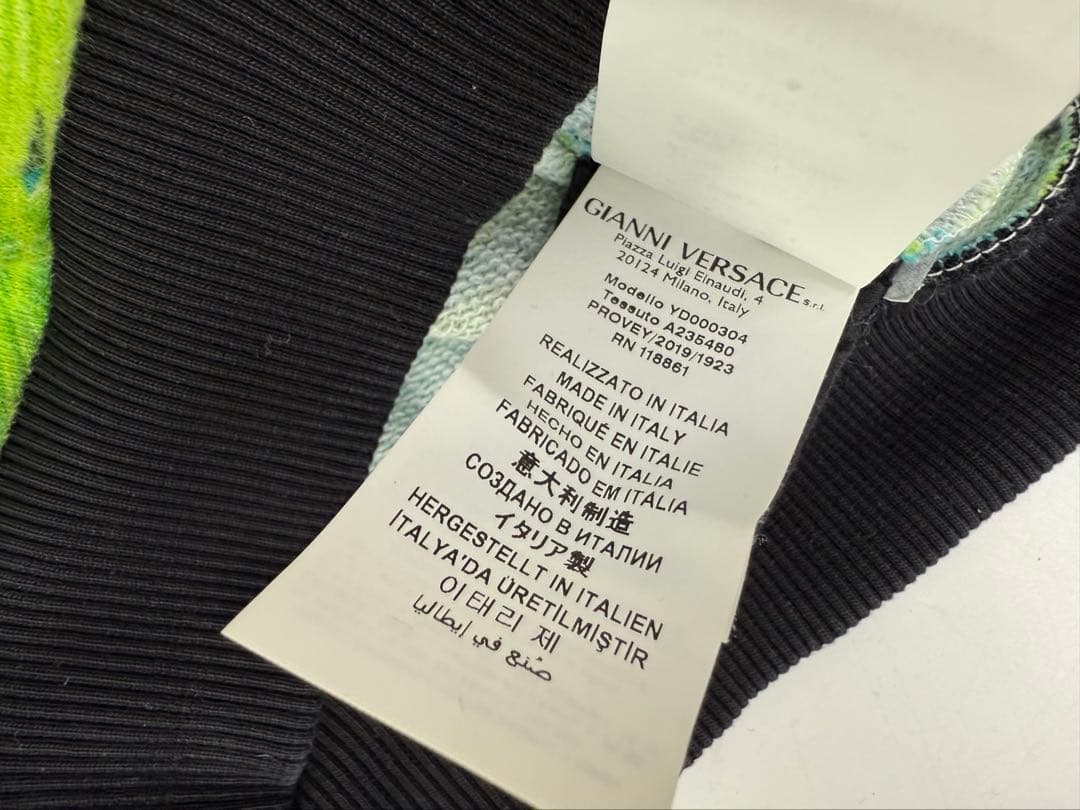 GIANNI VERSACE s.r.l.
Piazza Luigi Einaudi, 4
20124 Milano, Italy
Modello YD000304
Tessuto A235480
PROVEY/2019/1923
RN 118861
REALIZZATO IN ITALIA
MADE IN ITALY
FABRIQUÉ EN ITALIE
HECHO EN ITALIA
FABRICADO EM ITALIA
意大利制造
СОЗДАНО В ИТАЛИИ
イタリア製
HERGESTELLT IN ITALIEN
ITALYA'DA ÜRETILMİŞTİR
이태리 제
صّنع في إيطاليا